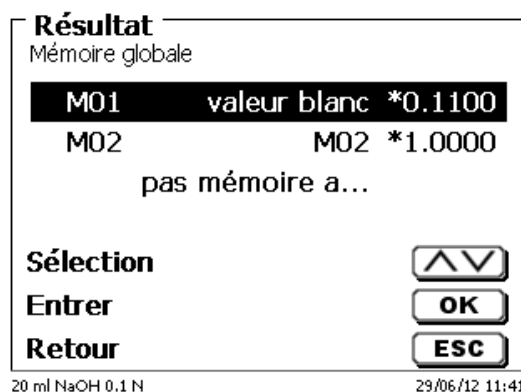 Résultat
Mémoire globale
M01 valeur blanc *0.1100
M02 M02 *1.0000
pas mémoire a...
Sélection
Entrer OK
Retour ESC
20 ml NaOH 0.1 N 29/06/12 11:41